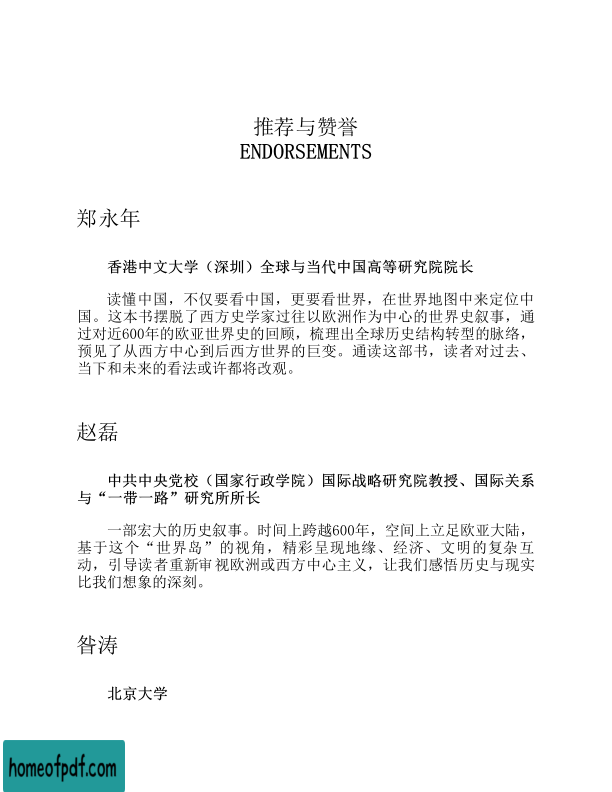 推荐与赞誉
ENDORSEMENTS
郑永年
香港中文大学（深圳）全球与当代中国高等研究院院长
读懂中国，不仅要看中国，更要看世界，在世界地图中来定位中
国。这本书摆脱了西方史学家过往以欧洲作为中心的世界史叙事，通
过对近600年的欧亚世界史的回顾，梳理出全球历史结构转型的脉络，
预见了从西方中心到后西方世界的巨变。通读这部书，读者对过去、
当下和未来的看法或许都将改观。
赵磊
中共中央党校（国家行政学院）国际战略研究院教授、国际关系
与“一带一路”研究所所长
一部宏大的历史叙事。时间上跨越600年，空间上立足欧亚大陆，
基于这个“世界岛”的视角，精彩呈现地缘、经济、文明的复杂互
动，引导读者重新审视欧洲或西方中心主义，让我们感悟历史与现实
比我们想象的深刻。
昝涛
北京大学
homeofpdf.com